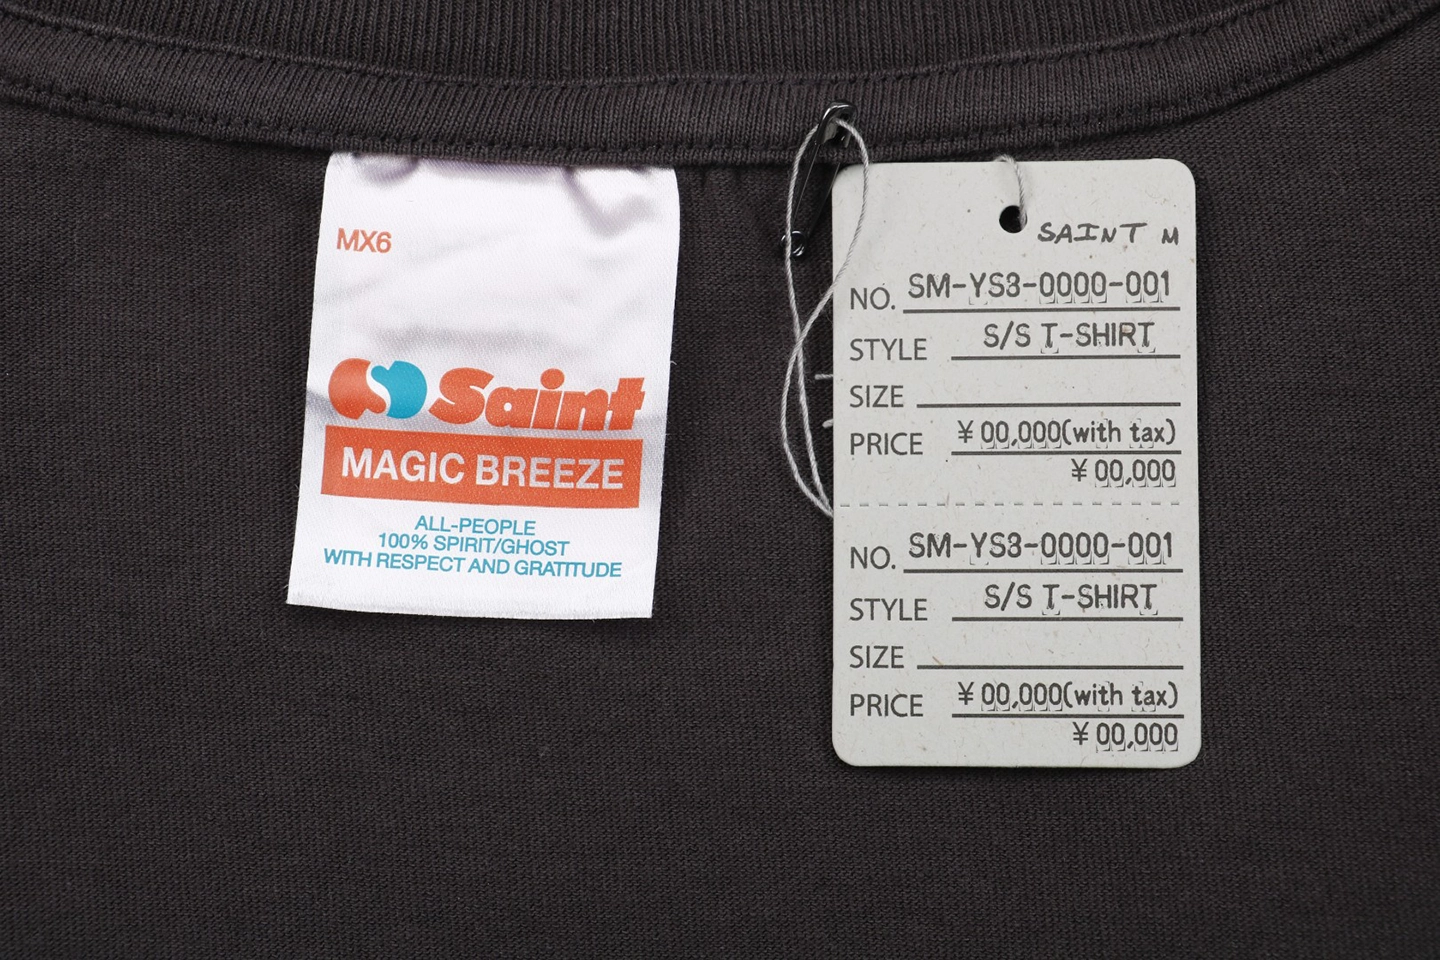 MX6
Saint
MAGIC BREEZE
ALL-PEOPLE
100% SPIRIT/GHOST
WITH RESPECT AND GRATITUDE
SAINT M
NO. SM-YS3-0000-001
STYLE S/S T-SHIRT
SIZE
PRICE ¥00,000(with tax)
¥00,000
NO. SM-YS3-0000-001
STYLE S/S T-SHIRT
SIZE
PRICE ¥00,000(with tax)
¥00,000